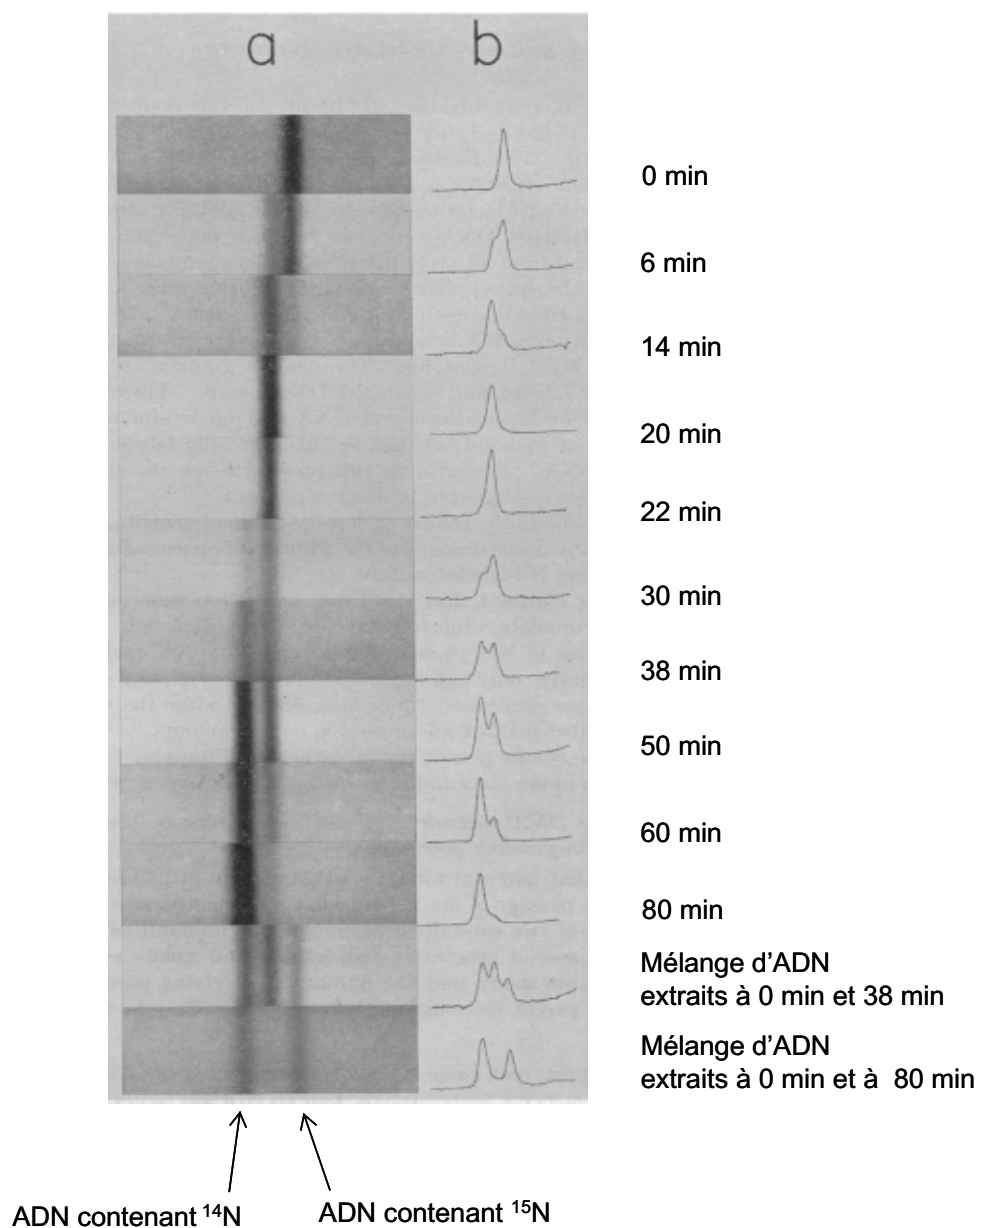 a b
0 min
6 min
14 min
20 min
22 min
30 min
38 min
50 min
60 min
80 min
Mélange d’ADN
extraits à 0 min et 38 min
Mélange d’ADN
extraits à 0 min et à 80 min
ADN contenant ¹⁴N
ADN contenant ¹⁵N